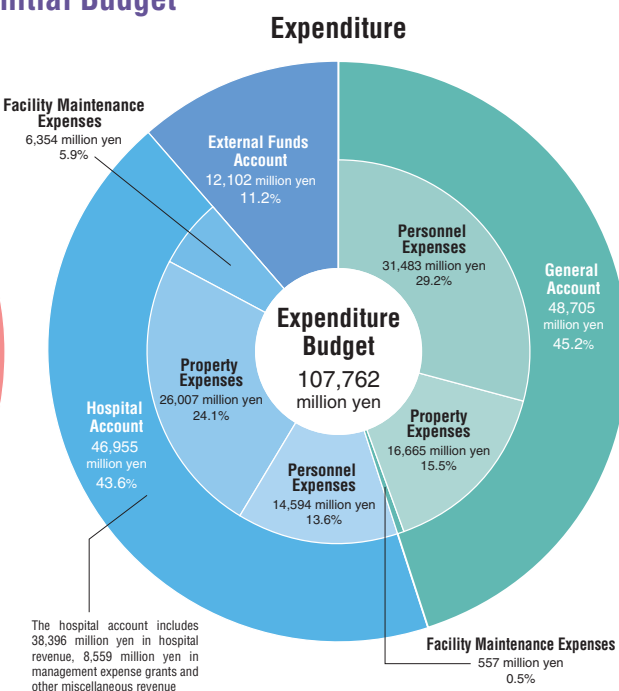 nitial Budget
Expenditure
Facility Maintenance
Expenses
6,354 million yen
5.9%
External Funds
Account
12,102 million yen
11.2%
Personnel
Expenses
31,483 million yen
29.2%
General
Account
48,705
million yen
45.2%
Expenditure
Budget
107,762
million yen
Property
Expenses
26,007 million yen
24.1%
Property
Expenses
16,665 million yen
15.5%
Hospital
Account
46,955
million yen
43.6%
Personnel
Expenses
14,594 million yen
13.6%
The hospital account includes
38,396 million yen in hospital
revenue, 8,559 million yen in
management expense grants and
other miscellaneous revenue
Facility Maintenance Expenses
557 million yen
0.5%